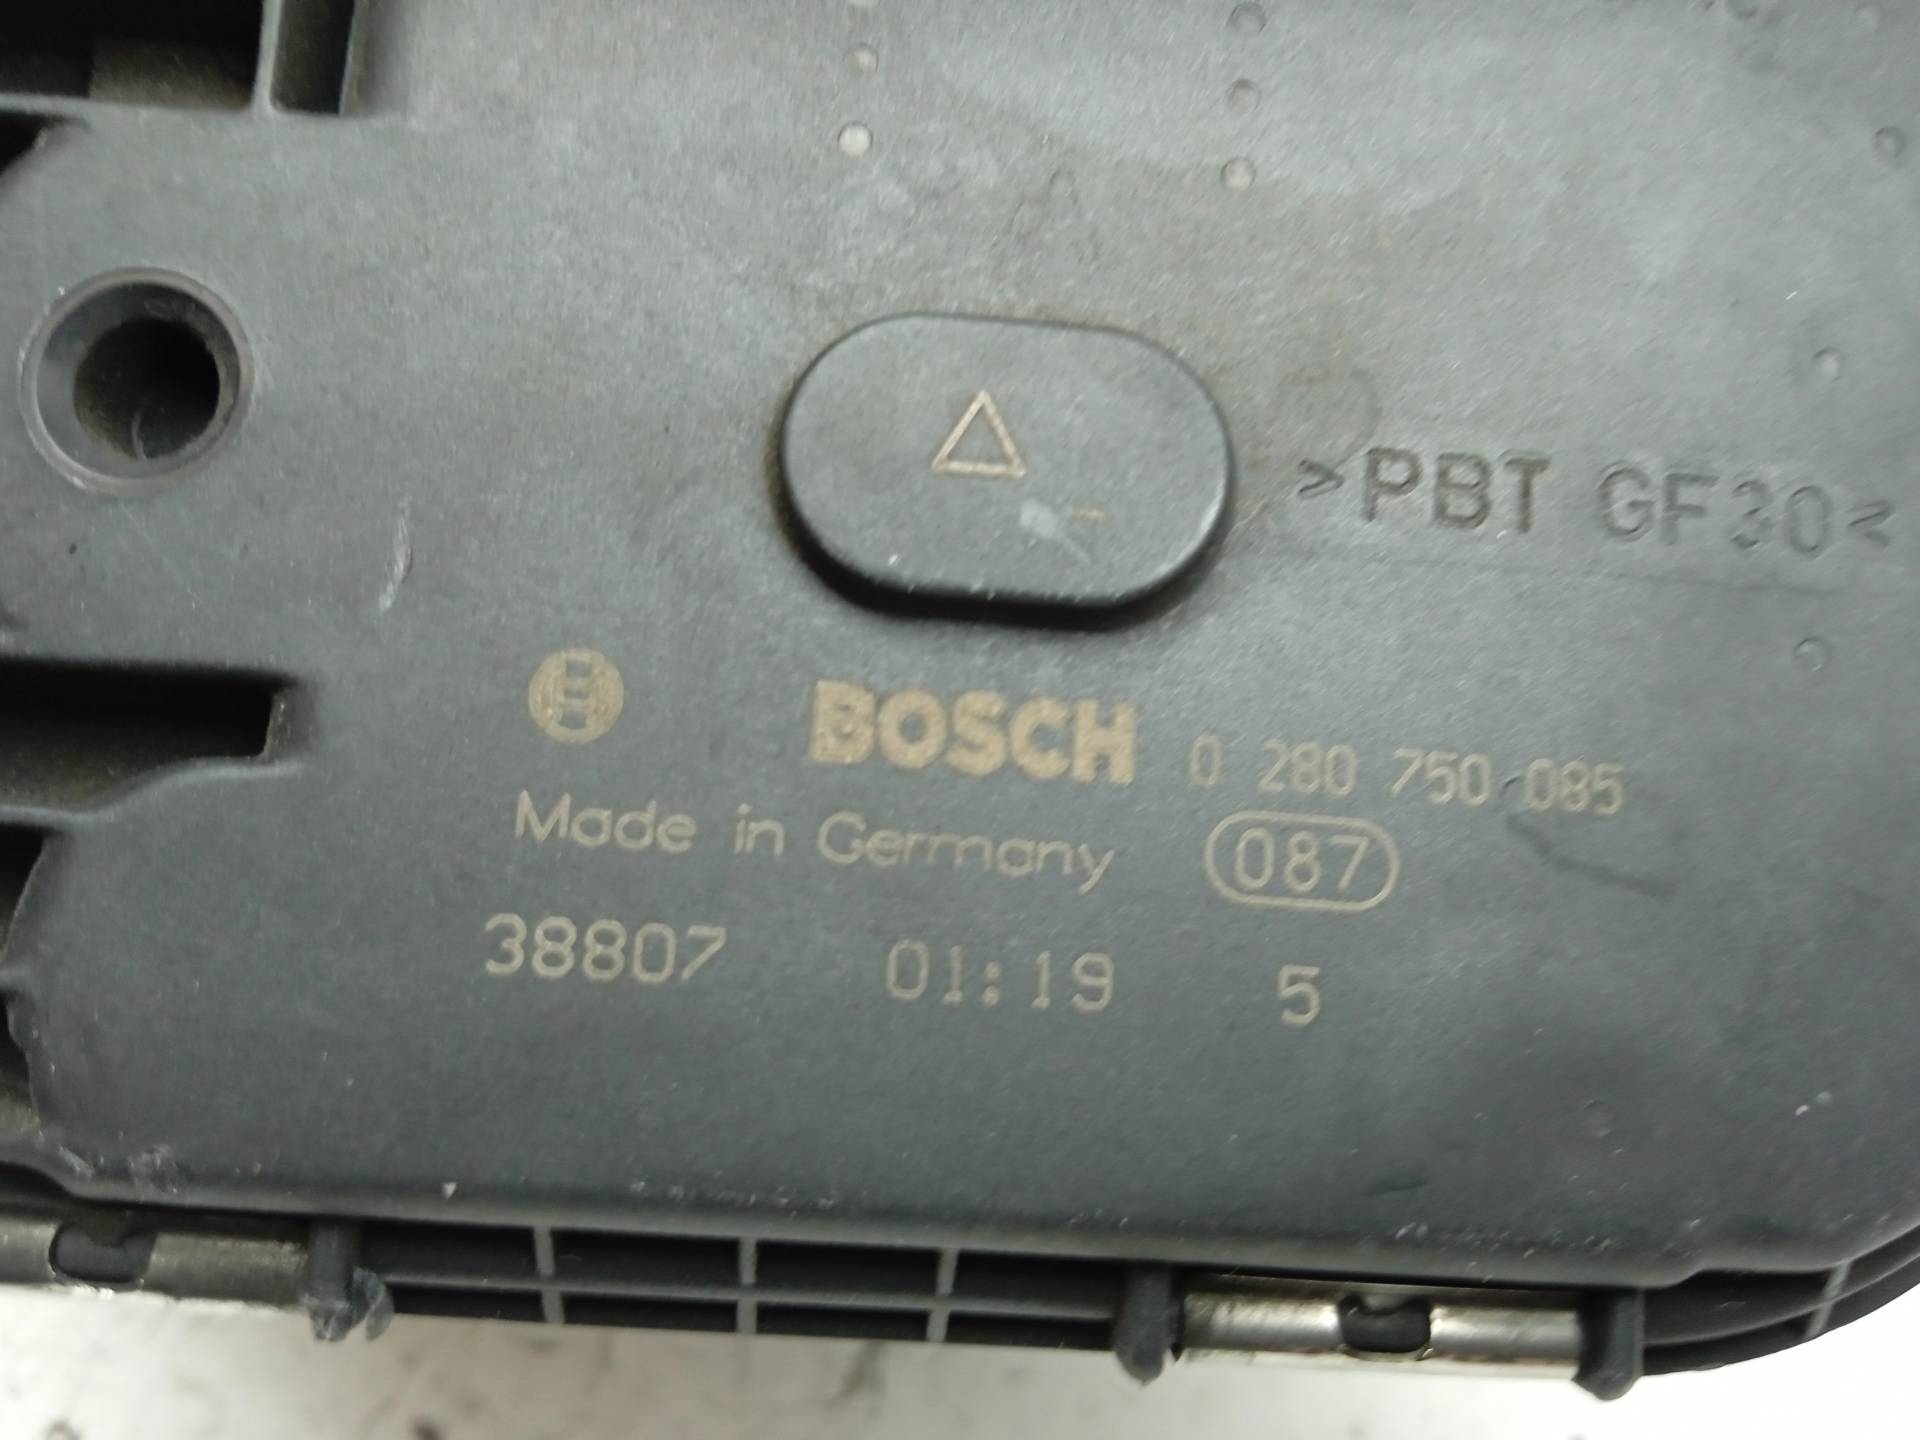 >PBT GF30<
BOSCH 0 280 750 085
Made in Germany 087
38807 01:19 5